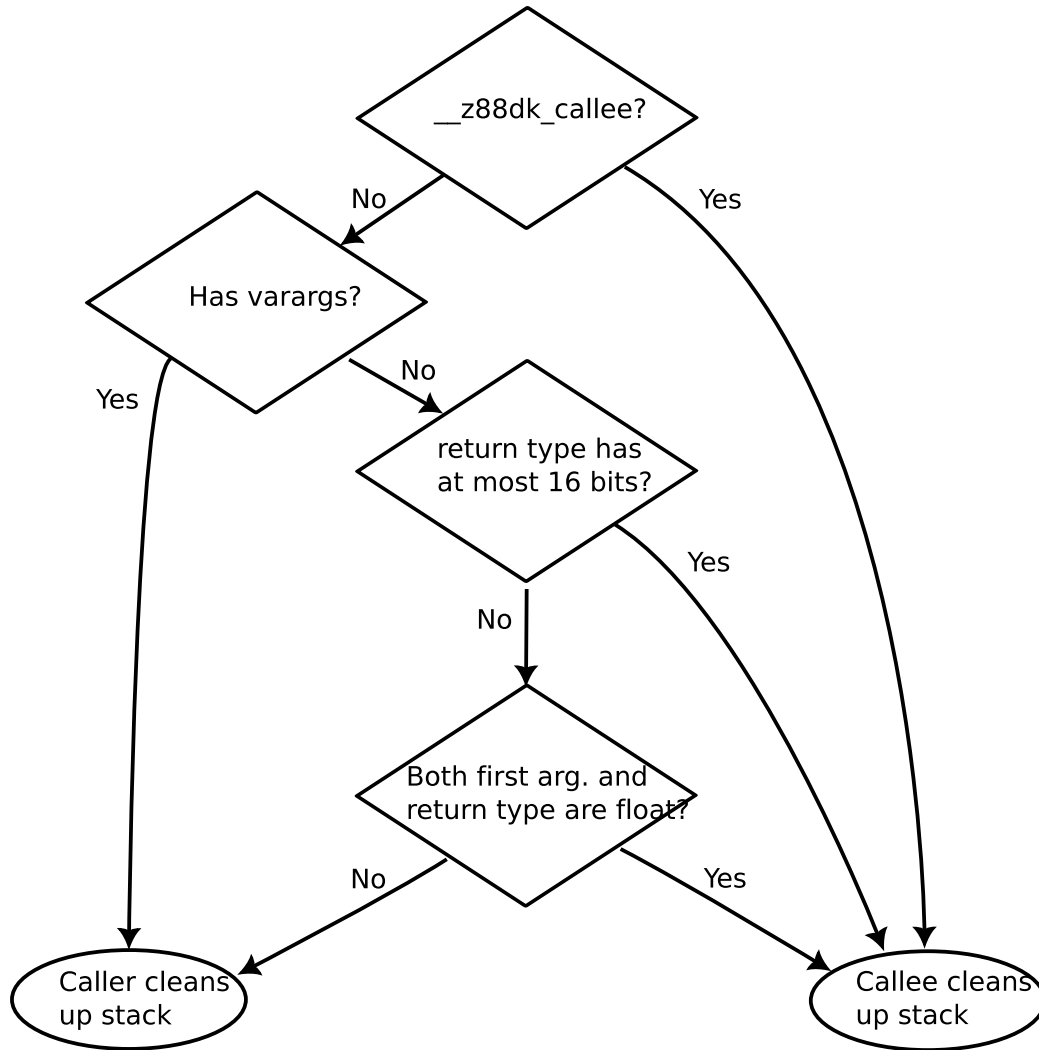 __z88dk_callee?
No
Yes
Has varargs?
No
Yes
return type has
at most 16 bits?
Yes
No
Both first arg. and
return type are float?
No
Yes
Caller cleans
up stack
Callee cleans
up stack